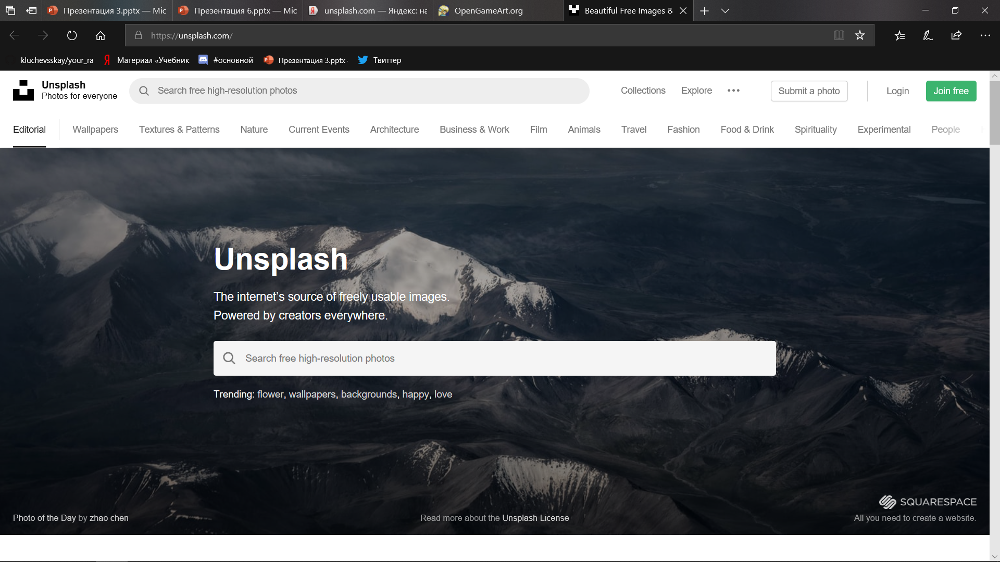 Презентация 3.pptx — Mic
Презентация 6.pptx — Mic
unsplash.com — Яндекс: на
OpenGameArt.org
Beautiful Free Images &
https://unsplash.com/
kluchevsskay/your_ra
Материал «Учебник
#основной
Презентация 3.pptx ·
Твиттер
Unsplash
Photos for everyone
Search free high-resolution photos
Collections
Explore
Submit a photo
Login
Join free
Editorial
Wallpapers
Textures & Patterns
Nature
Current Events
Architecture
Business & Work
Film
Animals
Travel
Fashion
Food & Drink
Spirituality
Experimental
People
Unsplash
The internet’s source of freely usable images.
Powered by creators everywhere.
Search free high-resolution photos
Trending: flower, wallpapers, backgrounds, happy, love
SQUARESPACE
Photo of the Day by zhao chen
Read more about the Unsplash License
All you need to create a website.